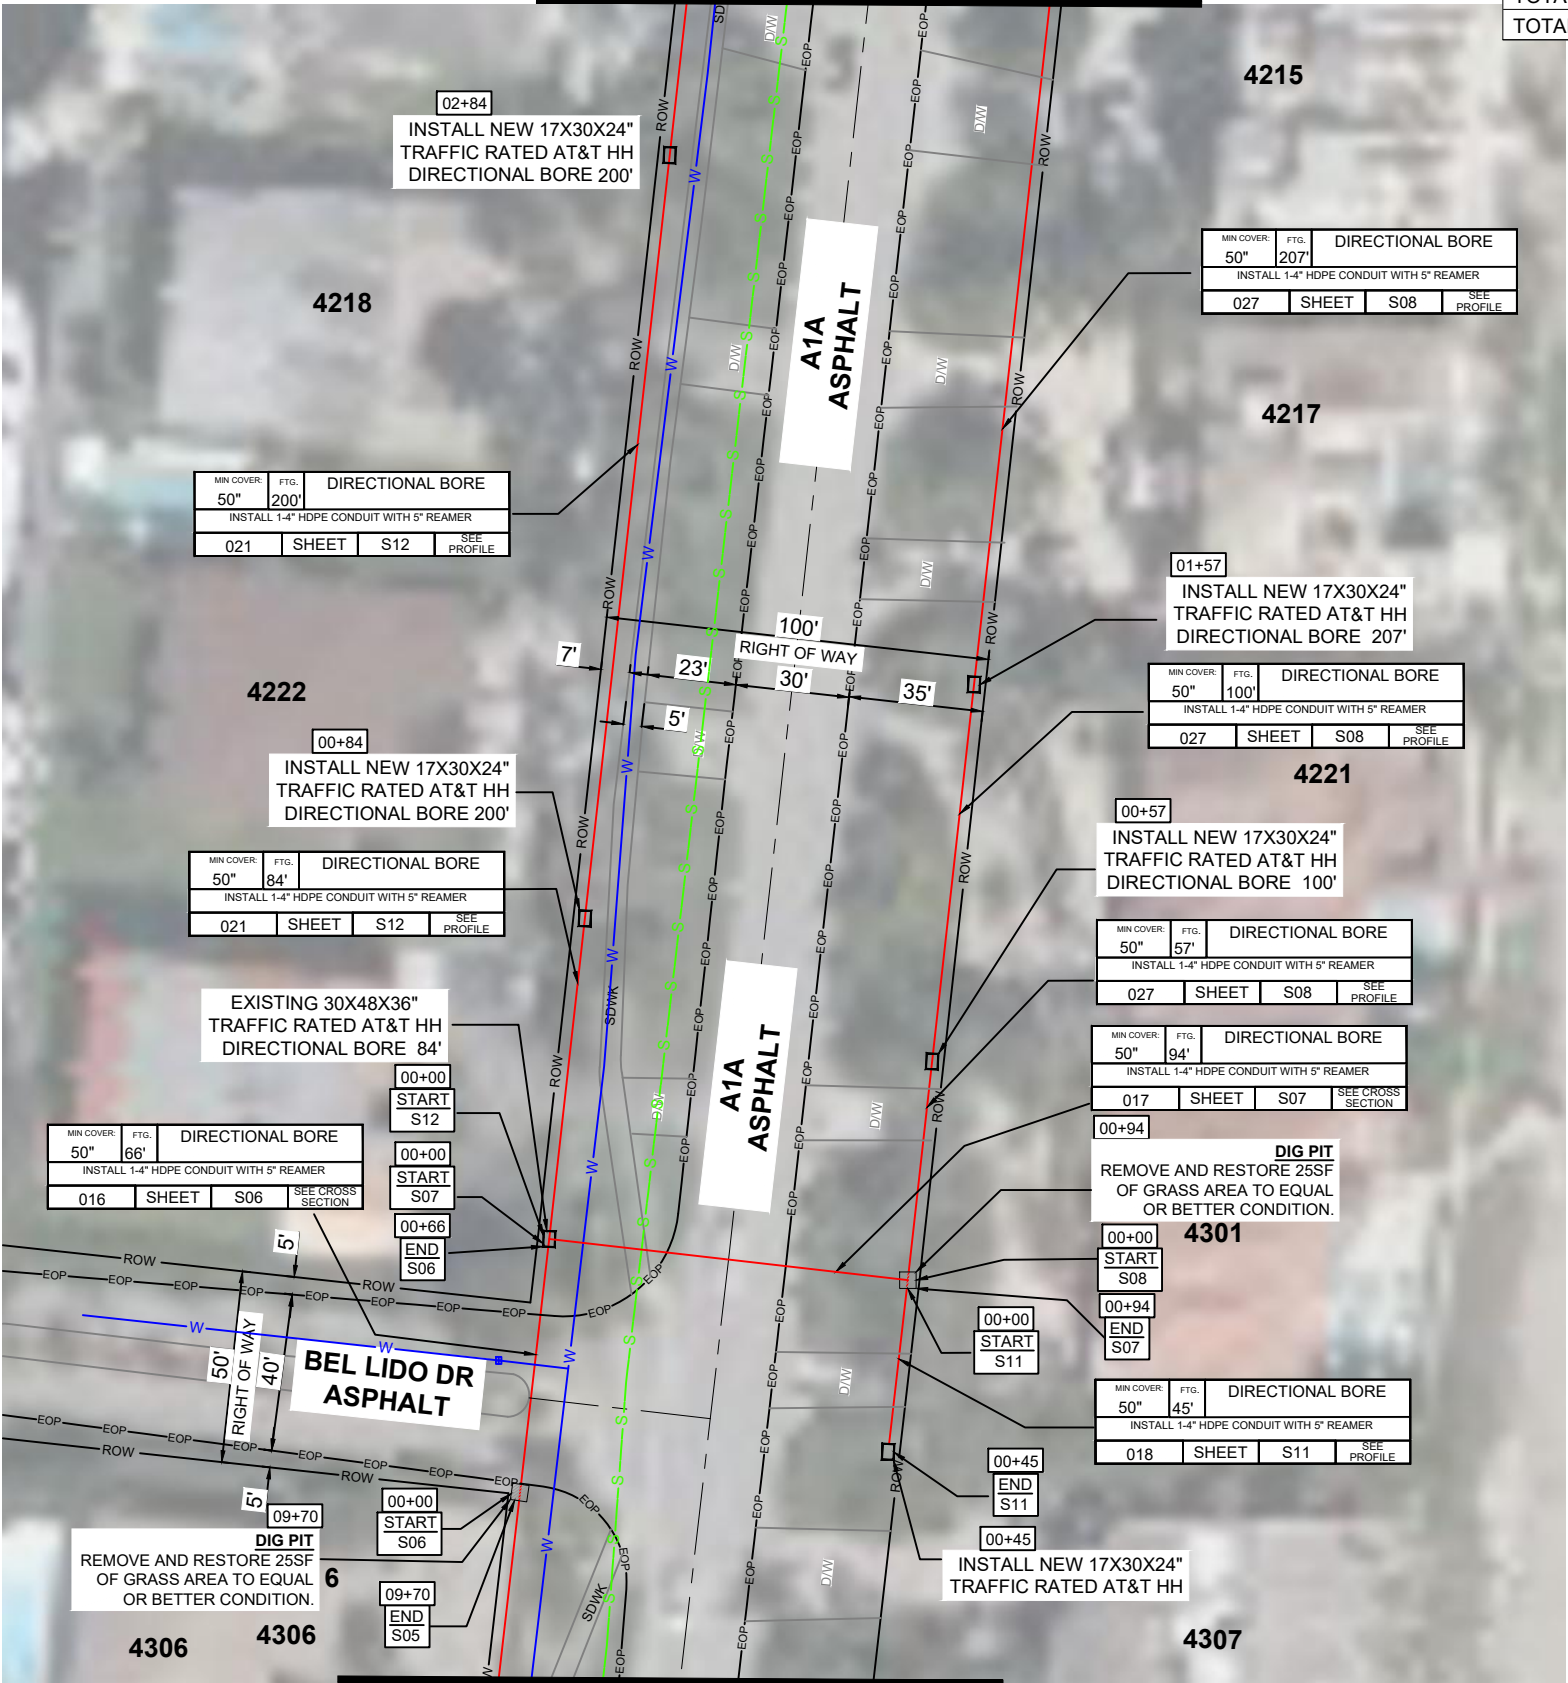 TOTA
4215
02+84
INSTALL NEW 17X30X24"
TRAFFIC RATED AT&T HH
DIRECTIONAL BORE 200'
MIN COVER: FTG. DIRECTIONAL BORE
50" 207'
INSTALL 1-4" HDPE CONDUIT WITH 5" REAMER
027 SHEET S08 SEE PROFILE
4218
A1A
ASPHALT
4217
MIN COVER: FTG. DIRECTIONAL BORE
50" 200'
INSTALL 1-4" HDPE CONDUIT WITH 5" REAMER
021 SHEET S12 SEE PROFILE
01+57
INSTALL NEW 17X30X24"
TRAFFIC RATED AT&T HH
DIRECTIONAL BORE 207'
100'
RIGHT OF WAY
7'
23'
30'
35'
5'
4222
MIN COVER: FTG. DIRECTIONAL BORE
50" 100'
INSTALL 1-4" HDPE CONDUIT WITH 5" REAMER
027 SHEET S08 SEE PROFILE
4221
00+84
INSTALL NEW 17X30X24"
TRAFFIC RATED AT&T HH
DIRECTIONAL BORE 200'
00+57
INSTALL NEW 17X30X24"
TRAFFIC RATED AT&T HH
DIRECTIONAL BORE 100'
MIN COVER: FTG. DIRECTIONAL BORE
50" 84'
INSTALL 1-4" HDPE CONDUIT WITH 5" REAMER
021 SHEET S12 SEE PROFILE
MIN COVER: FTG. DIRECTIONAL BORE
50" 57'
INSTALL 1-4" HDPE CONDUIT WITH 5" REAMER
027 SHEET S08 SEE PROFILE
EXISTING 30X48X36"
TRAFFIC RATED AT&T HH
DIRECTIONAL BORE 84'
SDWK
A1A
ASPHALT
MIN COVER: FTG. DIRECTIONAL BORE
50" 94'
INSTALL 1-4" HDPE CONDUIT WITH 5" REAMER
017 SHEET S07 SEE CROSS SECTION
00+00
START
S12
00+00
START
S07
00+66
END
S06
MIN COVER: FTG. DIRECTIONAL BORE
50" 66'
INSTALL 1-4" HDPE CONDUIT WITH 5" REAMER
016 SHEET S06 SEE CROSS SECTION
00+94
DIG PIT
REMOVE AND RESTORE 25SF
OF GRASS AREA TO EQUAL
OR BETTER CONDITION.
4301
00+00
START
S08
00+94
END
S07
00+00
START
S11
5'
50'
RIGHT OF WAY
40'
BEL LIDO DR
ASPHALT
5'
MIN COVER: FTG. DIRECTIONAL BORE
50" 45'
INSTALL 1-4" HDPE CONDUIT WITH 5" REAMER
018 SHEET S11 SEE PROFILE
00+45
END
S11
00+45
INSTALL NEW 17X30X24"
TRAFFIC RATED AT&T HH
00+00
START
S06
09+70
DIG PIT
REMOVE AND RESTORE 25SF
OF GRASS AREA TO EQUAL
OR BETTER CONDITION.
6
09+70
END
S05
SDWK
4306
4306
4307
ROW
EOP
D/W
W
S